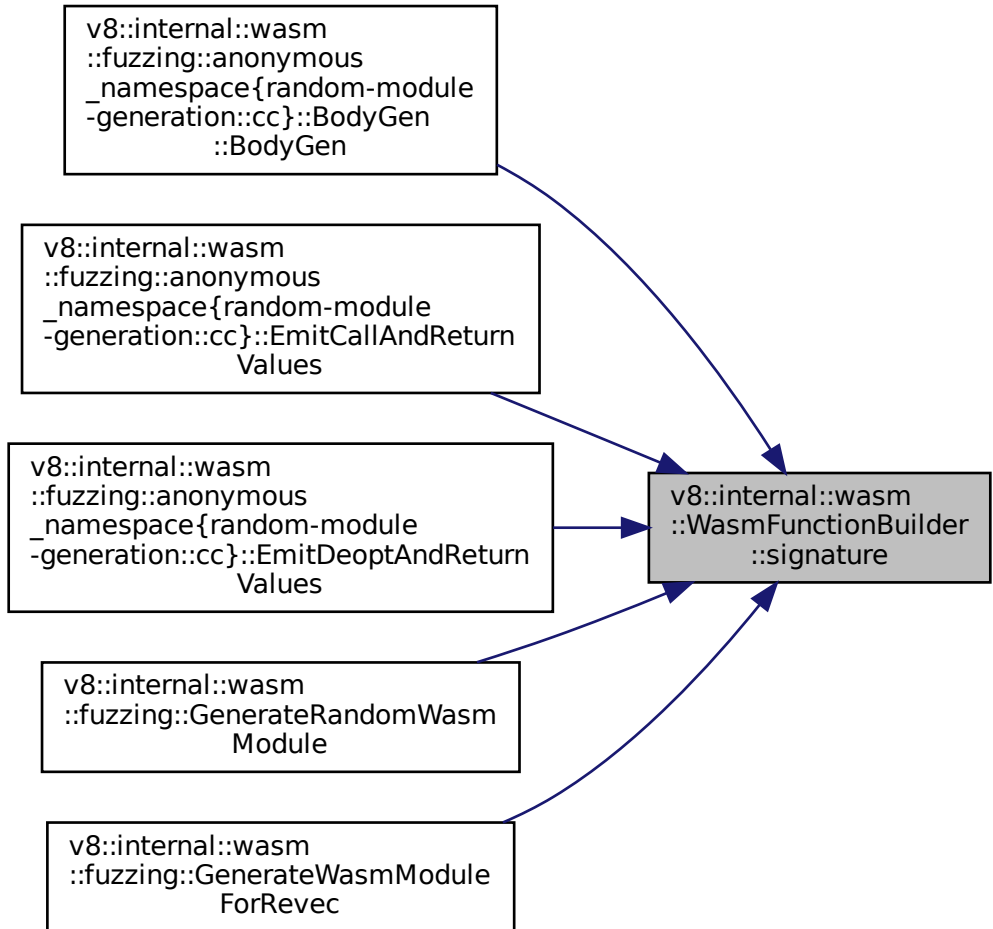 v8::internal::wasm
::fuzzing::anonymous
_namespace{random-module
-generation::cc}::BodyGen
::BodyGen
v8::internal::wasm
::fuzzing::anonymous
_namespace{random-module
-generation::cc}::EmitCallAndReturn
Values
v8::internal::wasm
::fuzzing::anonymous
_namespace{random-module
-generation::cc}::EmitDeoptAndReturn
Values
v8::internal::wasm
::WasmFunctionBuilder
::signature
v8::internal::wasm
::fuzzing::GenerateRandomWasm
Module
v8::internal::wasm
::fuzzing::GenerateWasmModule
ForRevec